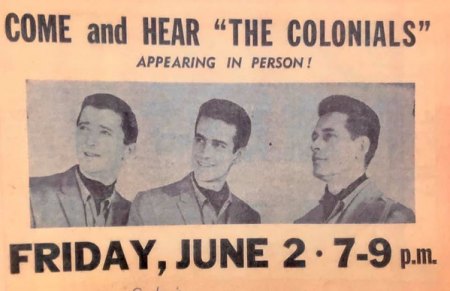 COME and HEAR "THE COLONIALS"
APPEARING IN PERSON!
FRIDAY, JUNE 2 · 7-9 p.m.